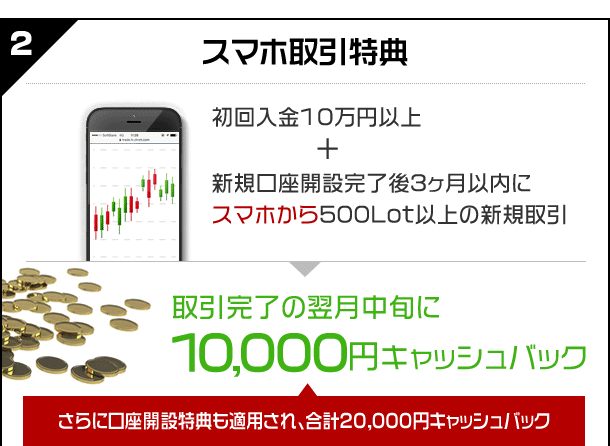 2
スマホ取引特典
初回入金10万円以上
＋
新規口座開設完了後3ヶ月以内に
スマホから500Lot以上の新規取引
取引完了の翌月中旬に
10,000円キャッシュバック
さらに口座開設特典も適用され、合計20,000円キャッシュバック